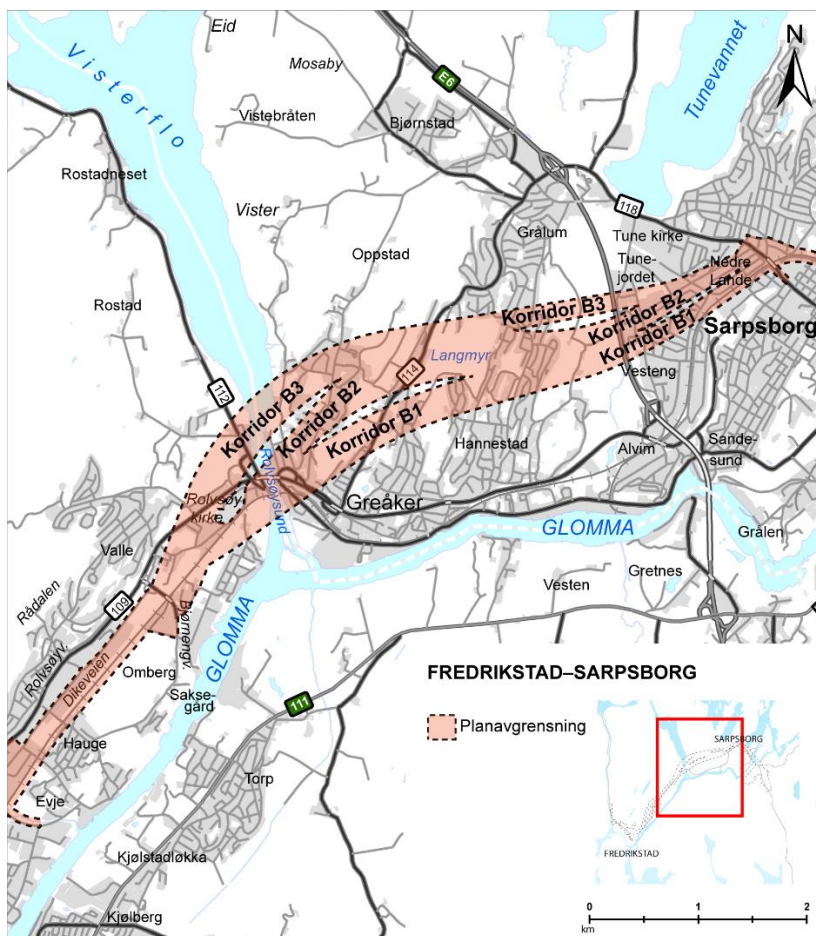 Eid
Visterflo
Mosaby
E6
Tunevannet
N
Vistebråten
Bjørnstad
Rostadneset
Vister
118
Oppstad
Grålum
Tune kirke
Tune-
jordet
Nedre
Lande
Rostad
Korridor B3
Korridor B2
Korridor B1
Sarpsborg
Langmyr
114
Vesteng
112
Korridor B3
Korridor B2
Korridor B1
Hannestad
Alvim
Sande-
sund
Rolvsøysund
Rolvsøy
kirke
Greåker
GLOMMA
Grålen
Valle
Vesten
Gretnes
Rådalen
109
Rolvsøyv.
Dikeveien
Bjørnengv.
Omberg
GLOMMA
Sakse-
gård
111
Hauge
Torp
Evje
Kjølstadløkka
Kjølberg
FREDRIKSTAD–SARPSBORG
Planavgrensning
SARPSBORG
FREDRIKSTAD
0 1 2
km